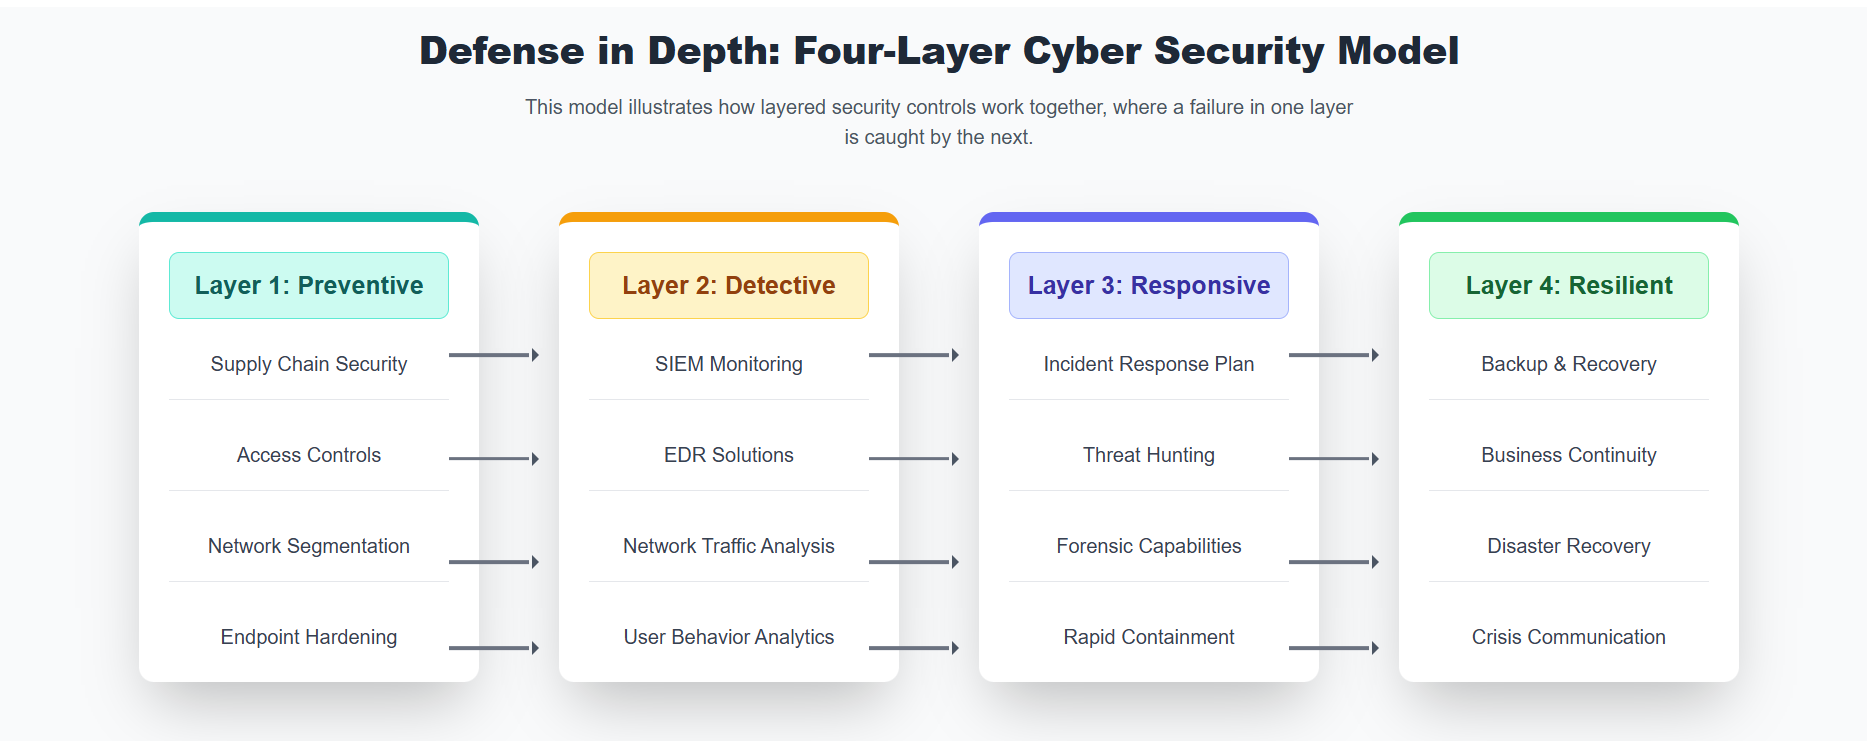 Defense in Depth: Four-Layer Cyber Security Model
This model illustrates how layered security controls work together, where a failure in one layer
is caught by the next.
Layer 1: Preventive
Supply Chain Security
Access Controls
Network Segmentation
Endpoint Hardening
Layer 2: Detective
SIEM Monitoring
EDR Solutions
Network Traffic Analysis
User Behavior Analytics
Layer 3: Responsive
Incident Response Plan
Threat Hunting
Forensic Capabilities
Rapid Containment
Layer 4: Resilient
Backup & Recovery
Business Continuity
Disaster Recovery
Crisis Communication